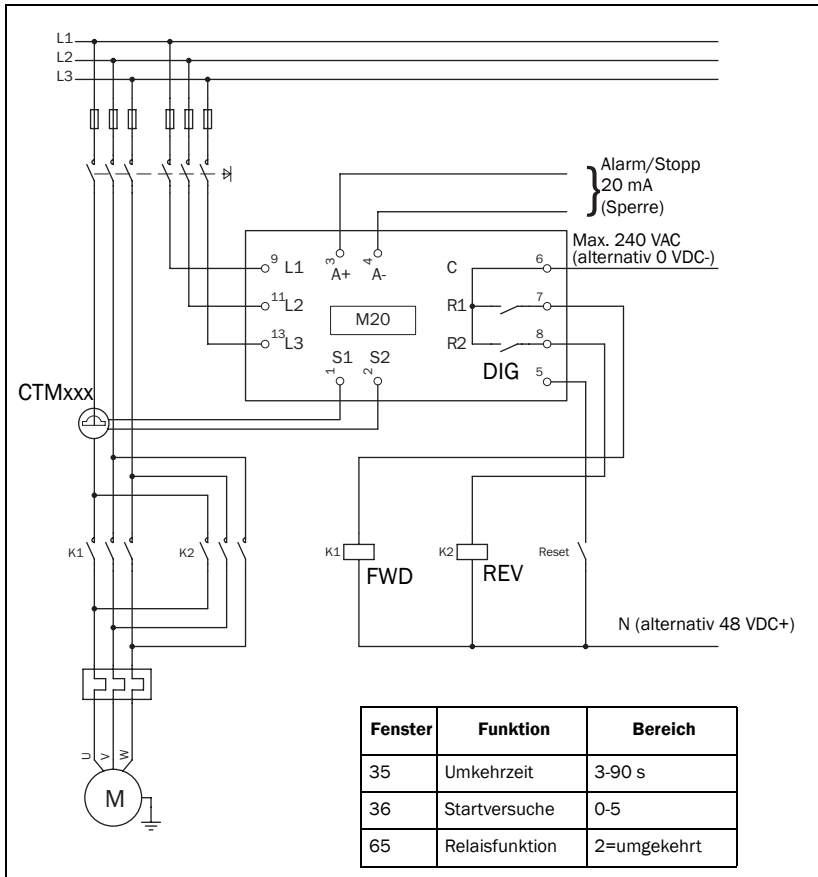 L1
L2
L3
Alarm/Stopp
20 mA
(Sperre)
Max. 240 VAC
(alternativ 0 VDC-)
9 L1
3 A+
4 A-
C 6
11 L2
M20
R1 7
13 L3
R2 8
S1 S2
1 2
DIG 5
CTMxxx
K1
K2
K1 FWD
K2 REV
Reset
N (alternativ 48 VDC+)
U V W
M
Fenster Funktion Bereich
35 Umkehrzeit 3-90 s
36 Startversuche 0-5
65 Relaisfunktion 2=umgekehrt